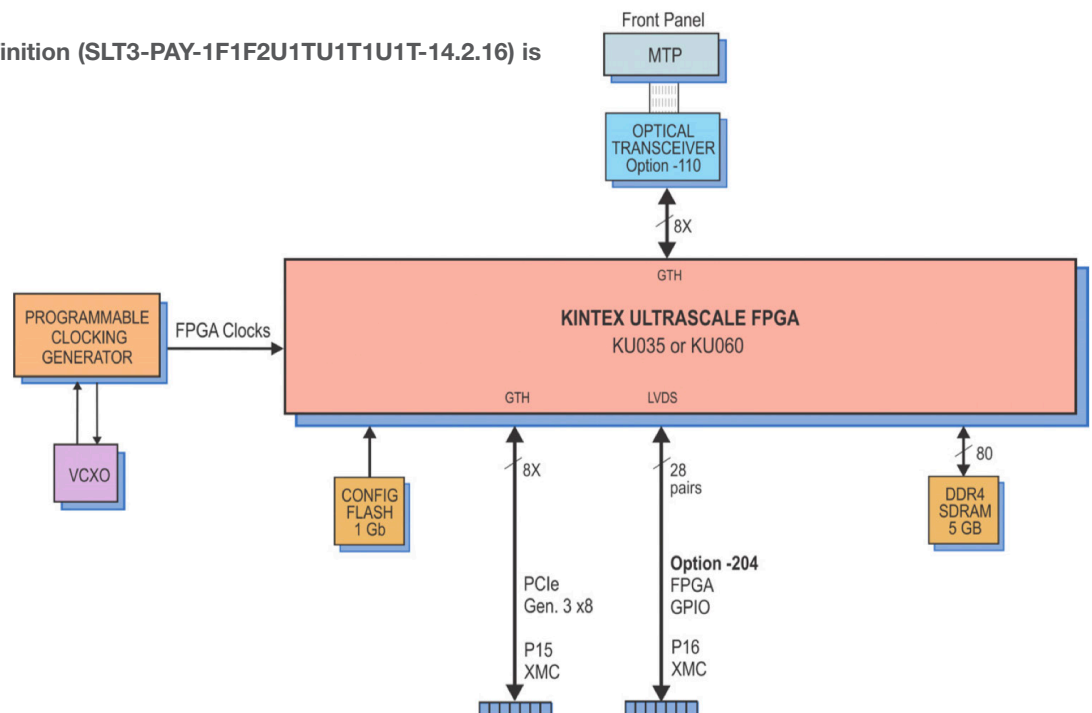 Front Panel
inition (SLT3-PAY-1F1F2U1TU1T1U1T-14.2.16) is
MTP
OPTICAL
TRANSCEIVER
Option -110
8X
GTH
KINTEX ULTRASCALE FPGA
KU035 or KU060
PROGRAMMABLE
CLOCKING
GENERATOR
FPGA Clocks
GTH
LVDS
VCXO
CONFIG
FLASH
1 Gb
8X
28
pairs
80
DDR4
SDRAM
5 GB
PCIe
Gen. 3 x8
P15
XMC
Option -204
FPGA
GPIO
P16
XMC